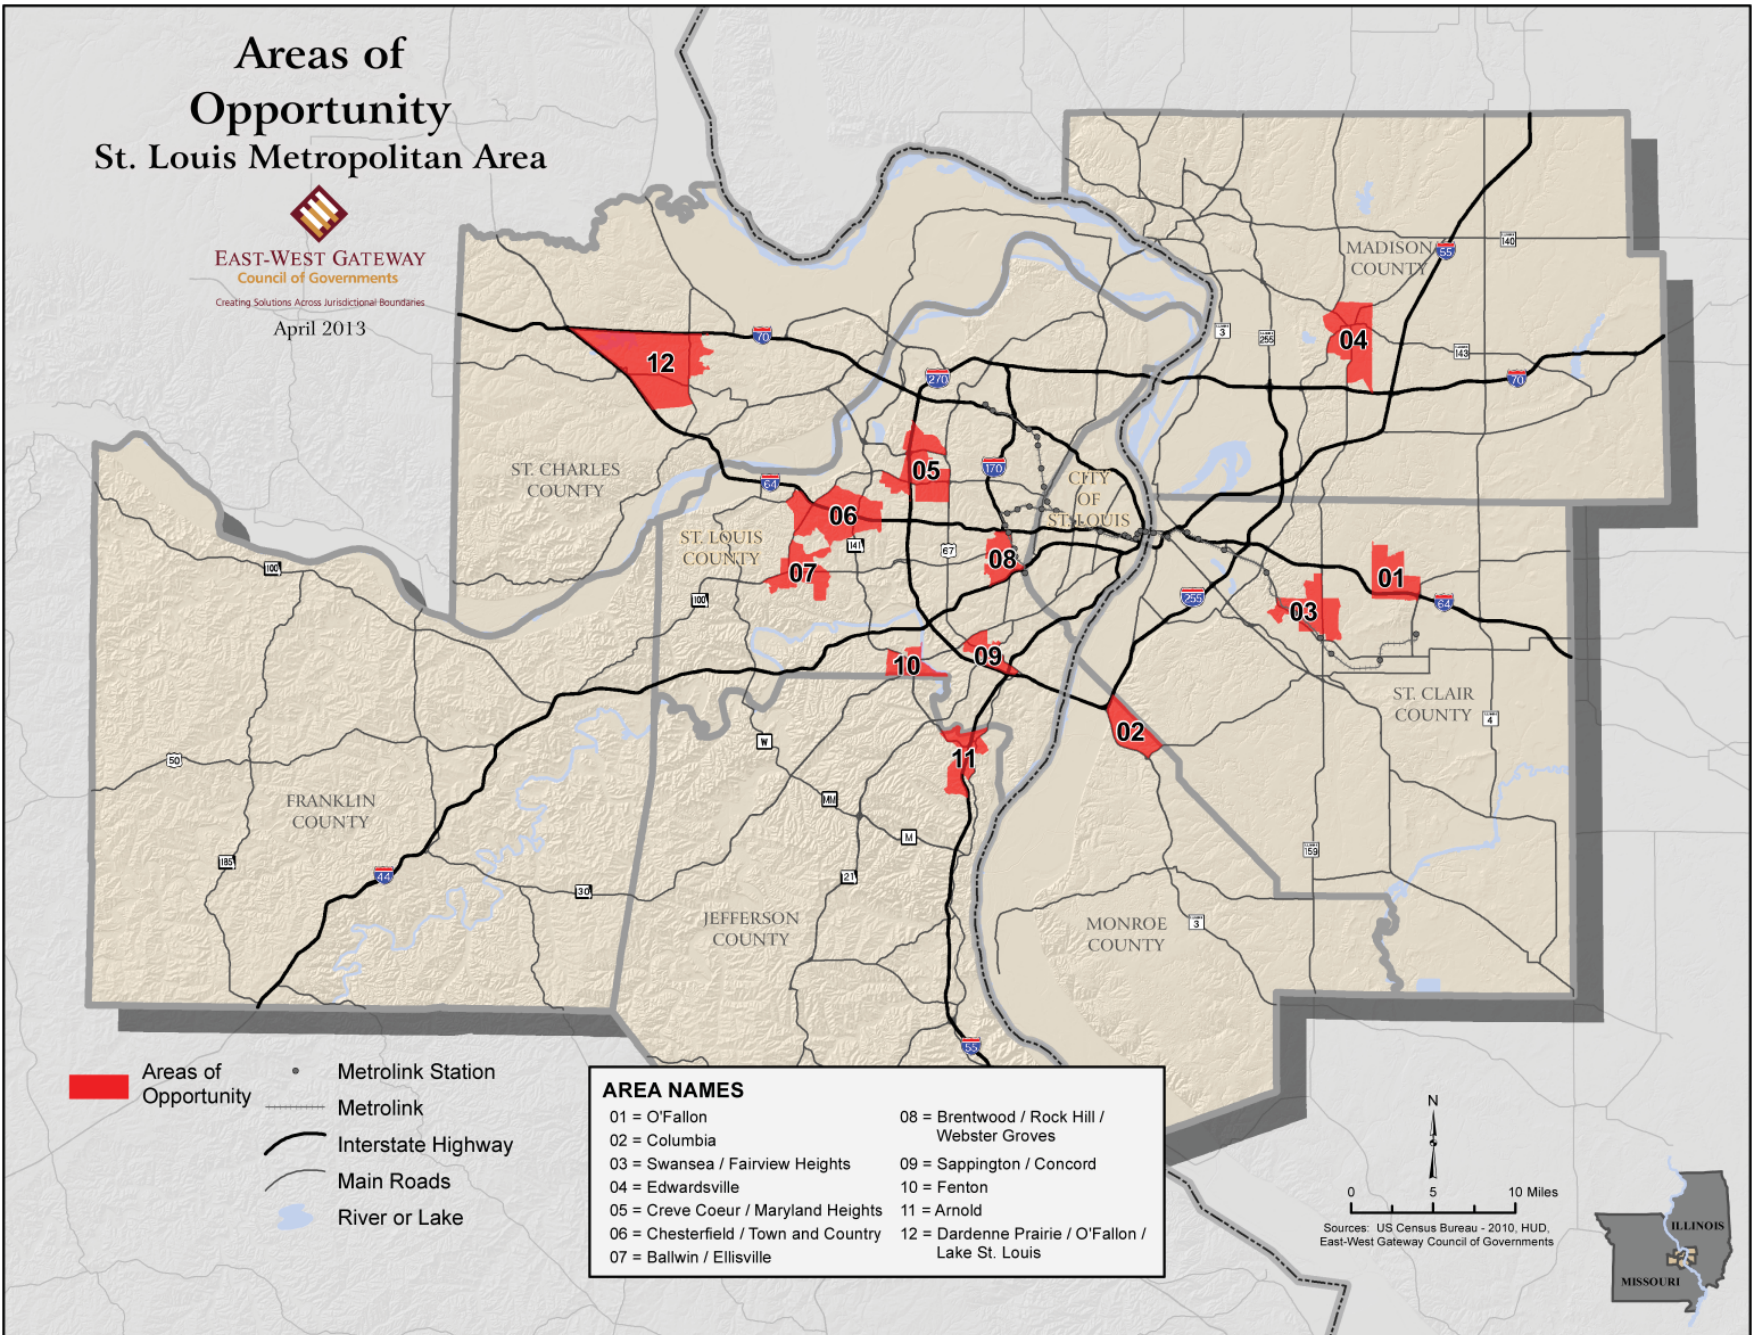 Areas of
Opportunity
St. Louis Metropolitan Area
EAST-WEST GATEWAY
Council of Governments
Creating Solutions Across Jurisdictional Boundaries
April 2013
MADISON
COUNTY
55
140
70
12
270
3
255
04
143
70
ST. CHARLES
COUNTY
64
05
170
CITY
OF
ST. LOUIS
06
ST. LOUIS
COUNTY
141
67
08
07
100
100
01
64
255
03
10
09
ST. CLAIR
COUNTY
4
02
W
11
50
FRANKLIN
COUNTY
MM
M
185
44
21
30
159
JEFFERSON
COUNTY
MONROE
COUNTY
3
55
Areas of
Opportunity
Metrolink Station
Metrolink
Interstate Highway
Main Roads
River or Lake
AREA NAMES
01 = O'Fallon
02 = Columbia
03 = Swansea / Fairview Heights
04 = Edwardsville
05 = Creve Coeur / Maryland Heights
06 = Chesterfield / Town and Country
07 = Ballwin / Ellisville
08 = Brentwood / Rock Hill /
Webster Groves
09 = Sappington / Concord
10 = Fenton
11 = Arnold
12 = Dardenne Prairie / O'Fallon /
Lake St. Louis
N
0 5 10 Miles
Sources: US Census Bureau - 2010, HUD,
East-West Gateway Council of Governments
ILLINOIS
MISSOURI